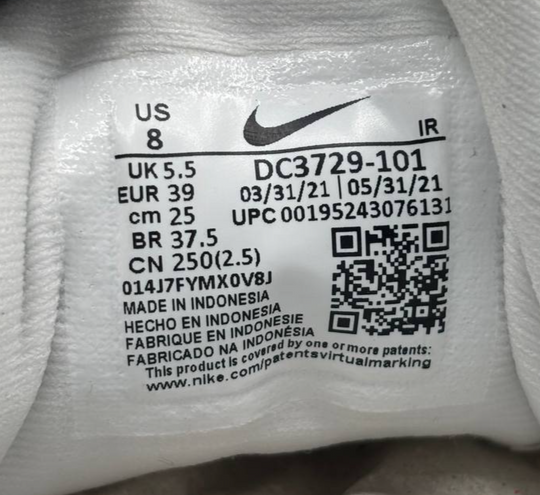 US
8
IR
UK 5.5
DC3729-101
EUR 39
03/31/21 | 05/31/21
cm 25
UPC 00195243076131
BR 37.5
CN 250(2.5)
014J7FYMX0V8J
MADE IN INDONESIA
HECHO EN INDONESIA
FABRIQUE EN INDONESIE
FABRICADO NA INDONÉSIA
This product is covered by one or more patents:
www.nike.com/patentsvirtualmarking